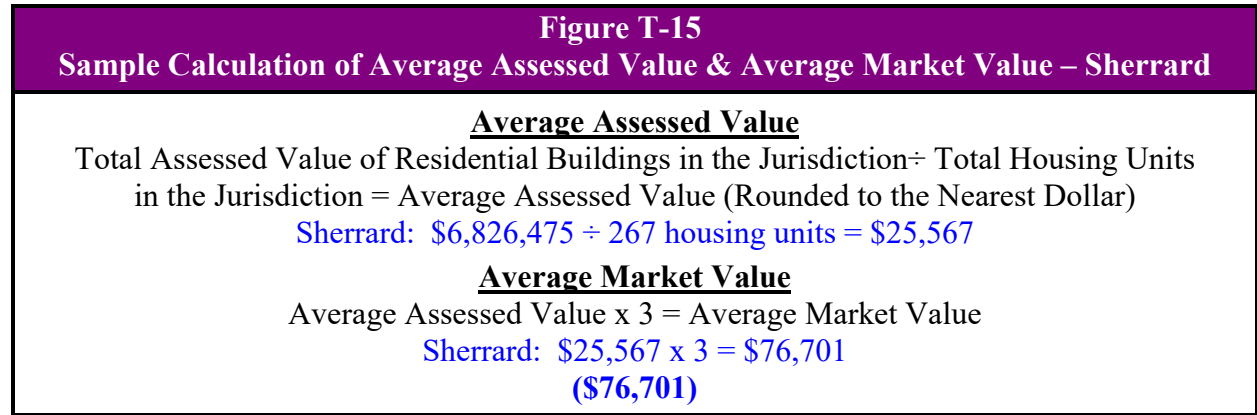 Figure T-15
Sample Calculation of Average Assessed Value & Average Market Value – Sherrard
Average Assessed Value
Total Assessed Value of Residential Buildings in the Jurisdiction÷ Total Housing Units
in the Jurisdiction = Average Assessed Value (Rounded to the Nearest Dollar)
Sherrard: $6,826,475 ÷ 267 housing units = $25,567
Average Market Value
Average Assessed Value x 3 = Average Market Value
Sherrard: $25,567 x 3 = $76,701
($76,701)